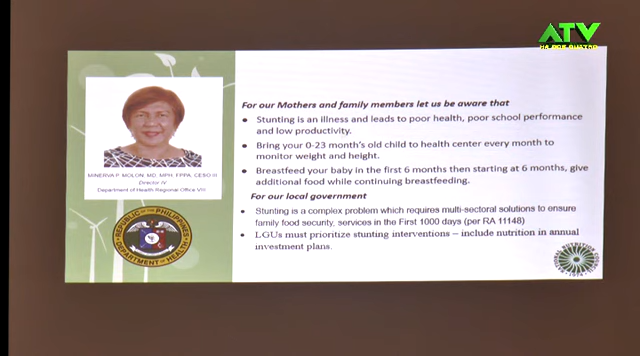 ATV
For our Mothers and family members let us be aware that
● Stunting is an illness and leads to poor health, poor school performance
and low productivity.
● Bring your 0-23 month's old child to health center every month to
monitor weight and height.
● Breastfeed your baby in the first 6 months then starting at 6 months, give
additional food while continuing breastfeeding.
For our local government
● Stunting is a complex problem which requires multi-sectoral solutions to ensure
family food security, services in the First 1000 days (per RA 11148)
● LGUs must prioritize stunting interventions – include nutrition in annual
investment plans.
MINERVA P. MOLON, MD, MPH, FPPA, CESO III
Director IV
Department of Health Regional Office VIII
REPUBLIC OF THE PHILIPPINES
DEPARTMENT OF HEALTH
NUTRITION
1974